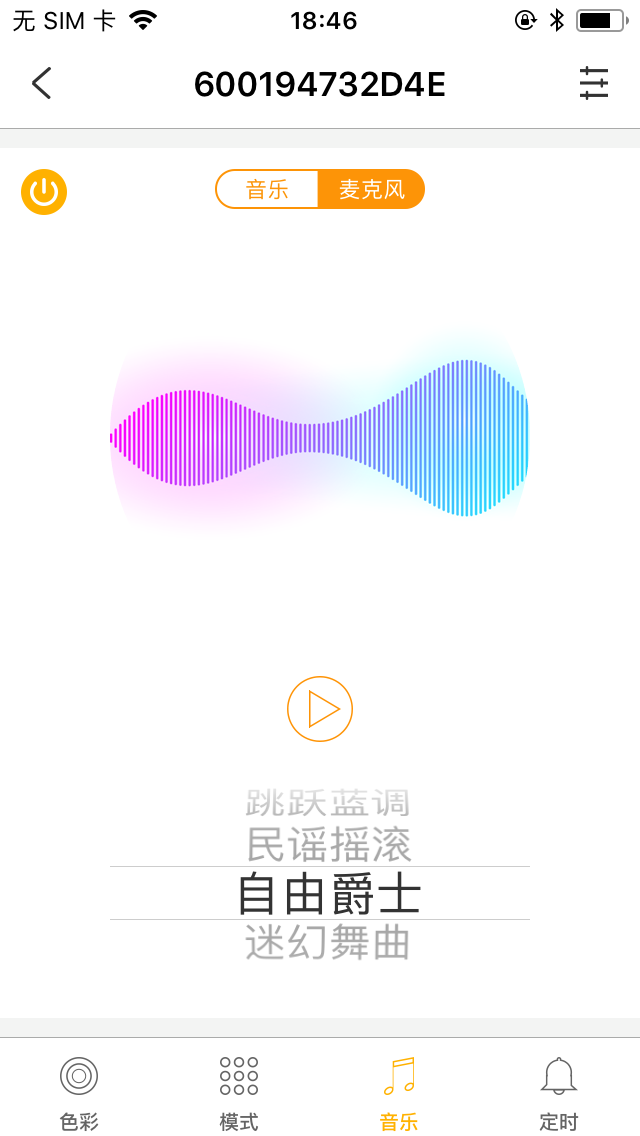 无 SIM 卡 18:46
600194732D4E
音乐 麦克风
跳跃蓝调
民谣摇滚
自由爵士
迷幻舞曲
色彩 模式 音乐 定时